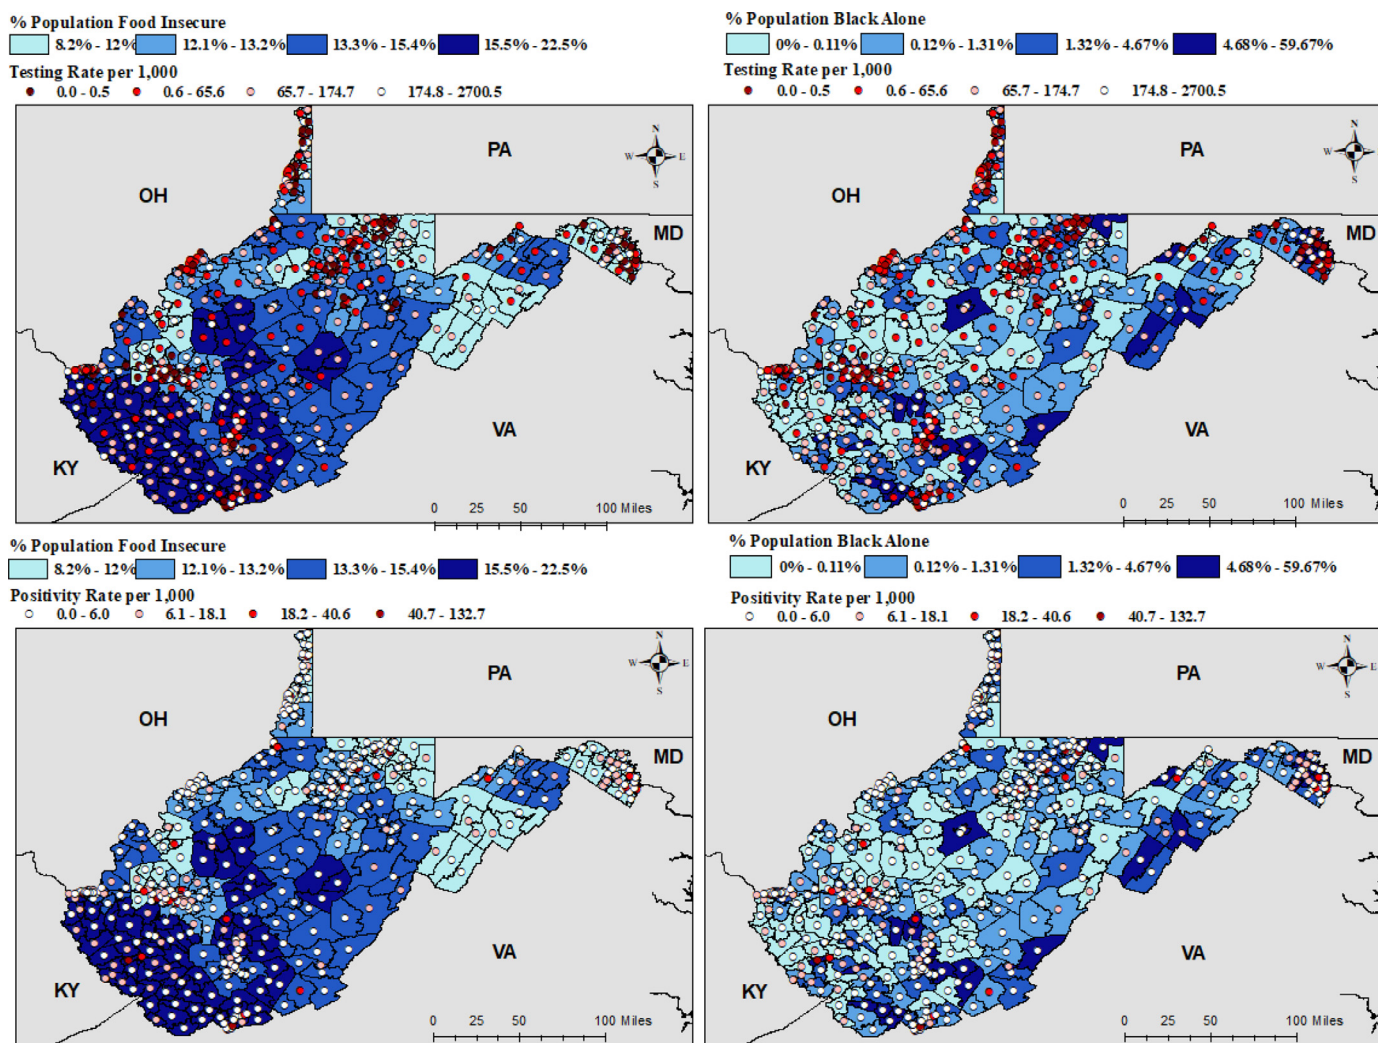 % Population Food Insecure
8.2% - 12% 12.1% - 13.2% 13.3% - 15.4% 15.5% - 22.5%
Testing Rate per 1,000
0.0 - 0.5 0.6 - 65.6 65.7 - 174.7 174.8 - 2700.5
N
W E
S
PA
OH
MD
VA
KY
0 25 50 100 Miles
% Population Black Alone
0% - 0.11% 0.12% - 1.31% 1.32% - 4.67% 4.68% - 59.67%
Testing Rate per 1,000
0.0 - 0.5 0.6 - 65.6 65.7 - 174.7 174.8 - 2700.5
N
W E
S
PA
OH
MD
VA
KY
0 25 50 100 Miles
% Population Food Insecure
8.2% - 12% 12.1% - 13.2% 13.3% - 15.4% 15.5% - 22.5%
Positivity Rate per 1,000
0.0 - 6.0 6.1 - 18.1 18.2 - 40.6 40.7 - 132.7
N
W E
S
PA
OH
MD
VA
KY
0 25 50 100 Miles
% Population Black Alone
0% - 0.11% 0.12% - 1.31% 1.32% - 4.67% 4.68% - 59.67%
Positivity Rate per 1,000
0.0 - 6.0 6.1 - 18.1 18.2 - 40.6 40.7 - 132.7
N
W E
S
PA
OH
MD
VA
KY
0 25 50 100 Miles